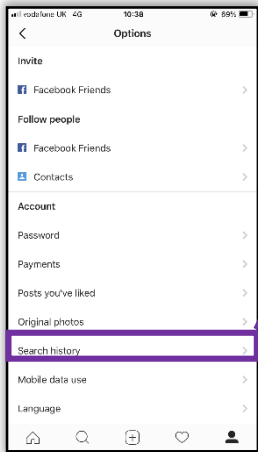 vodafone UK 4G 10:38 69%
Options
Invite
Facebook Friends
Follow people
Facebook Friends
Contacts
Account
Password
Payments
Posts you've liked
Original photos
Search history
Mobile data use
Language